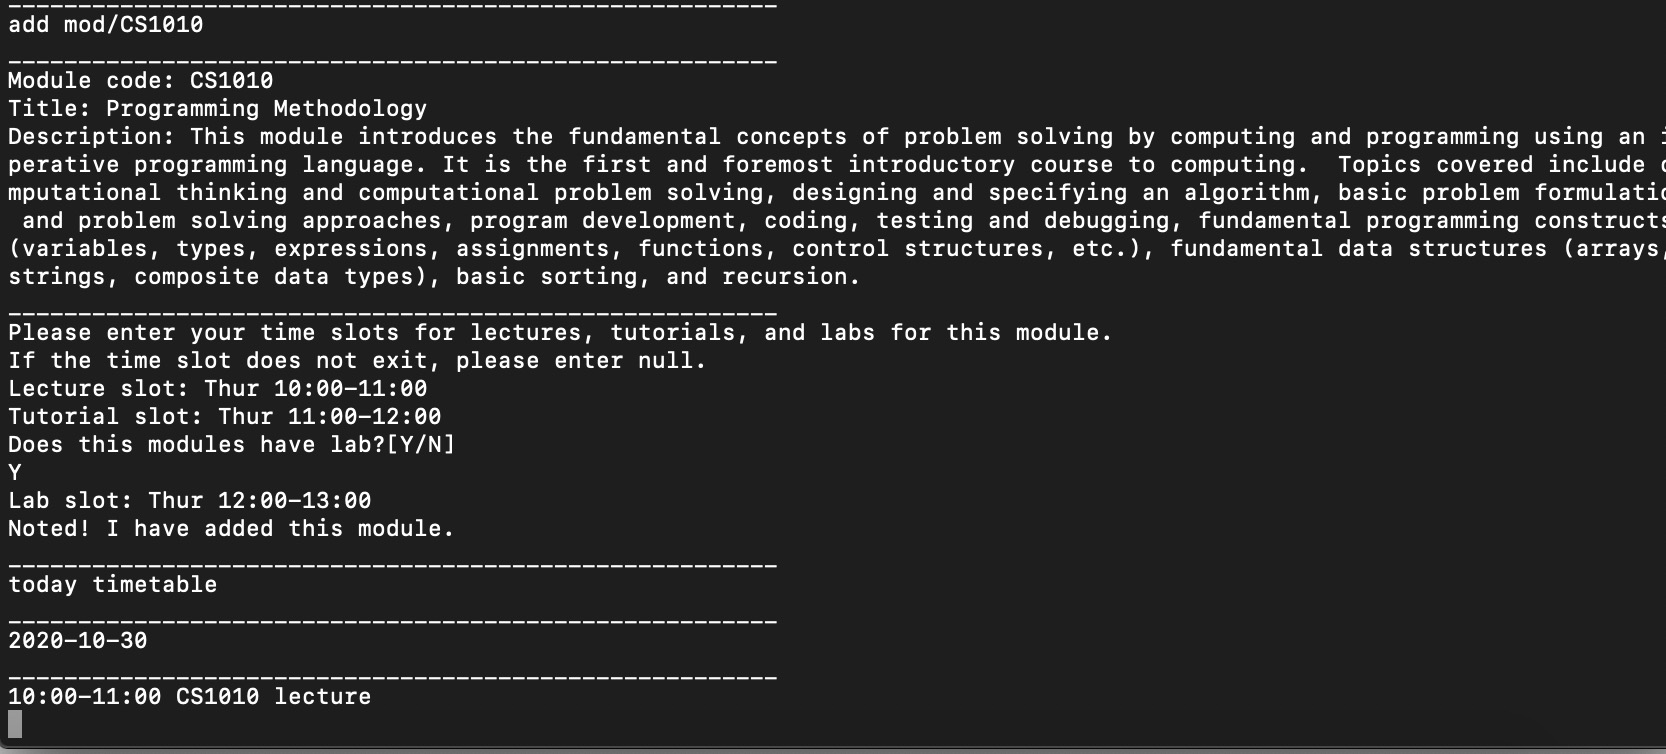 add mod/CS1010
Module code: CS1010
Title: Programming Methodology
Description: This module introduces the fundamental concepts of problem solving by computing and programming using an
perative programming language. It is the first and foremost introductory course to computing.  Topics covered include
mputational thinking and computational problem solving, designing and specifying an algorithm, basic problem formulatio
and problem solving approaches, program development, coding, testing and debugging, fundamental programming constructs
(variables, types, expressions, assignments, functions, control structures, etc.), fundamental data structures (arrays,
strings, composite data types), basic sorting, and recursion.
Please enter your time slots for lectures, tutorials, and labs for this module.
If the time slot does not exit, please enter null.
Lecture slot: Thur 10:00-11:00
Tutorial slot: Thur 11:00-12:00
Does this modules have lab?[Y/N]
Y
Lab slot: Thur 12:00-13:00
Noted! I have added this module.
today timetable
2020-10-30
10:00-11:00 CS1010 lecture